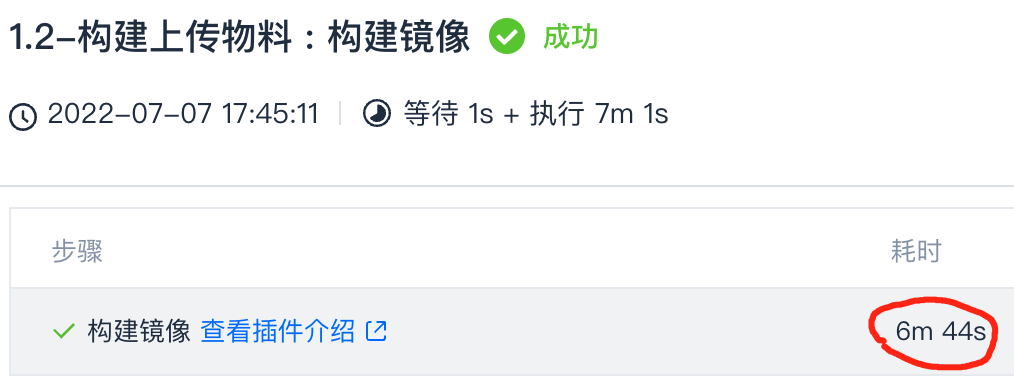 1.2-构建上传物料：构建镜像 成功
2022-07-07 17:45:11 等待 1s + 执行 7m 1s
步骤 耗时
构建镜像 查看插件介绍 6m 44s